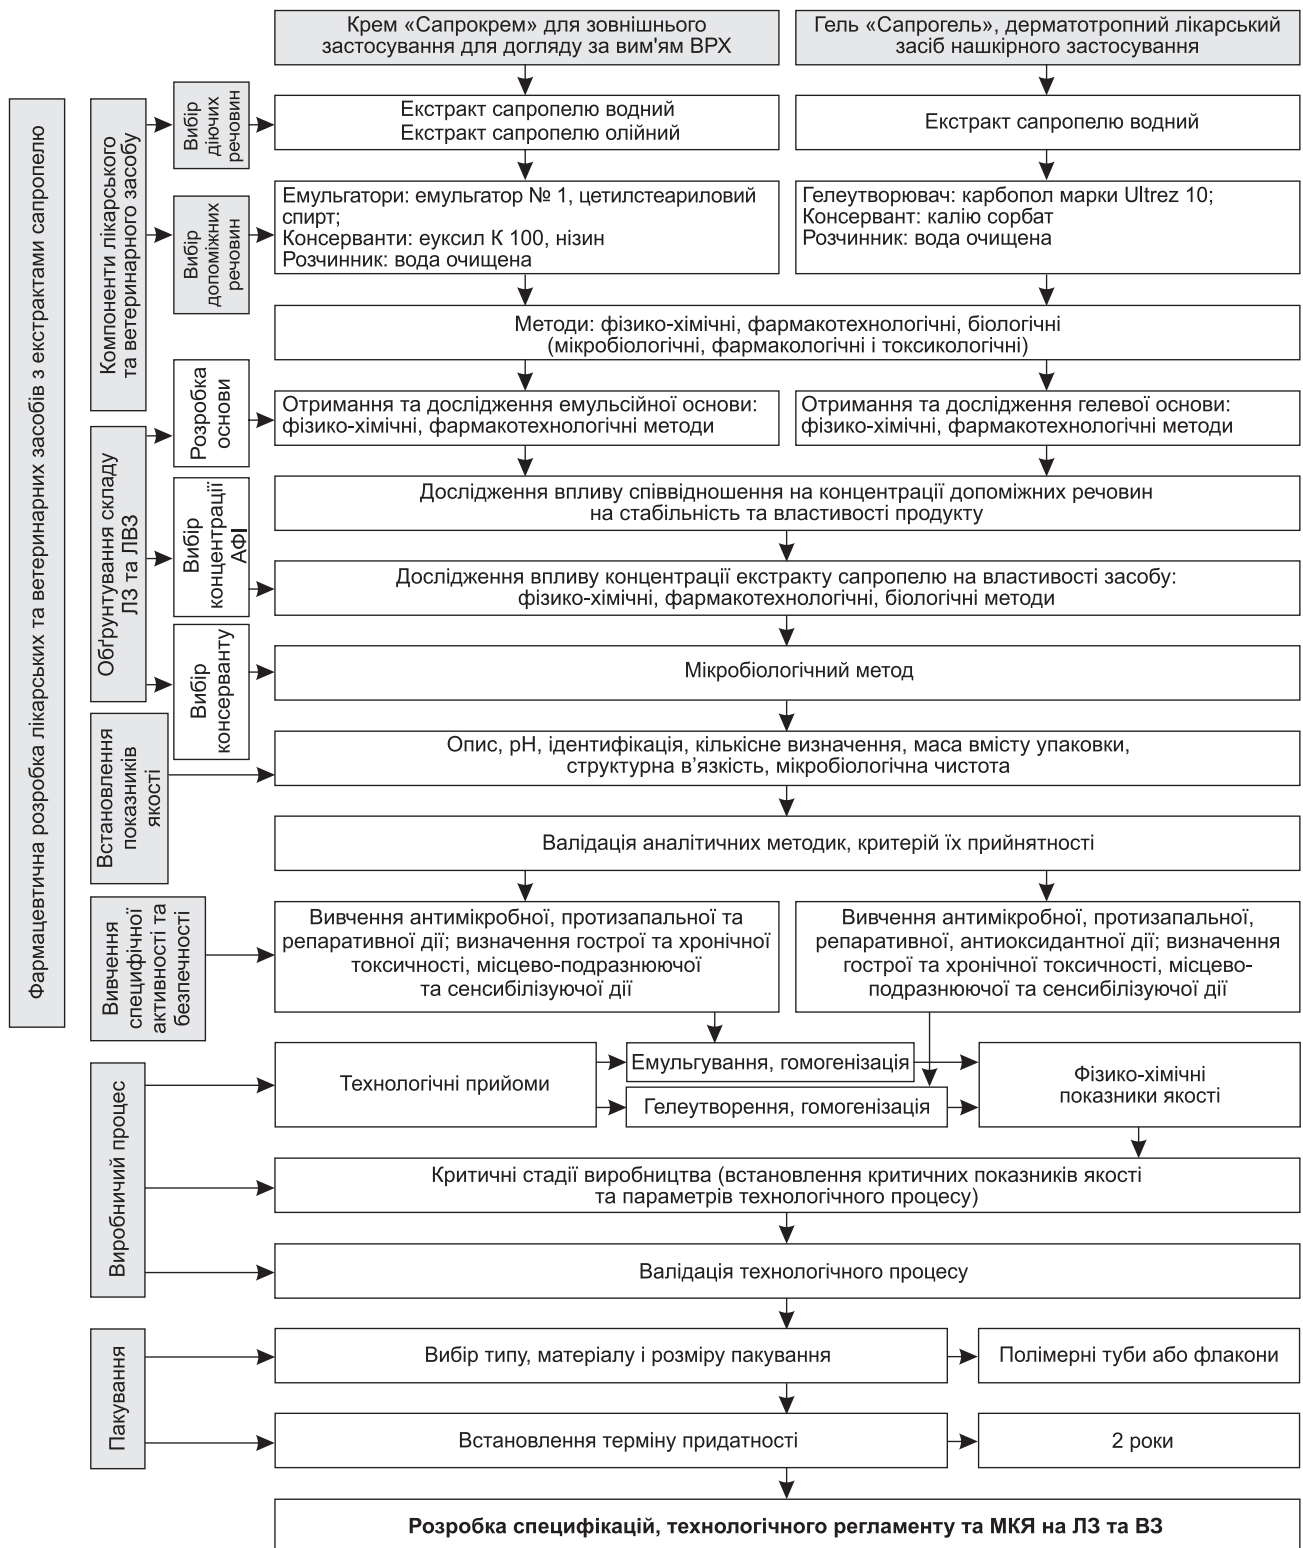 Крем «Сапрокрем» для зовнішнього
застосування для догляду за вим'ям ВРХ
Гель «Сапрогель», дерматотропний лікарський
засіб нашкірного застосування
Фармацевтична розробка лікарських та ветеринарних засобів з екстрактами сапропелю
Компоненти лікарського
та ветеринарного засобу
Вибір
діючих
речовин
Екстракт сапропелю водний
Екстракт сапропелю олійний
Екстракт сапропелю водний
Вибір
допоміжних
речовин
Емульгатори: емульгатор № 1, цетилстеариловий
спирт;
Консерванти: еуксил К 100, нізин
Розчинник: вода очищена
Гелеутворювач: карбопол марки Ultrez 10;
Консервант: калію сорбат
Розчинник: вода очищена
Методи: фізико-хімічні, фармакотехнологічні, біологічні
(мікробіологічні, фармакологічні і токсикологічні)
Обґрунтування складу
ЛЗ та ЛВЗ
Розробка
основи
Отримання та дослідження емульсійної основи:
фізико-хімічні, фармакотехнологічні методи
Отримання та дослідження гелевої основи:
фізико-хімічні, фармакотехнологічні методи
Дослідження впливу співвідношення на концентрації допоміжних речовин
на стабільність та властивості продукту
Вибір
концентрації
АФІ
Дослідження впливу концентрації екстракту сапропелю на властивості засобу:
фізико-хімічні, фармакотехнологічні, біологічні методи
Вибір
консерванту
Мікробіологічний метод
Встановлення
показників
якості
Опис, рН, ідентифікація, кількісне визначення, маса вмісту упаковки,
структурна в’язкість, мікробіологічна чистота
Валідація аналітичних методик, критерій їх прийнятності
Вивчення
специфічної
активності та
безпечності
Вивчення антимікробної, протизапальної та
репаративної дії; визначення гострої та хронічної
токсичності, місцево-подразнюючої
та сенсибілізуючої дії
Вивчення антимікробної, протизапальної,
репаративної, антиоксидантної дії; визначення
гострої та хронічної токсичності, місцево-
подразнюючої та сенсибілізуючої дії
Виробничий процес
Технологічні прийоми
Емульгування, гомогенізація
Гелеутворення, гомогенізація
Фізико-хімічні
показники якості
Критичні стадії виробництва (встановлення критичних показників якості
та параметрів технологічного процесу)
Валідація технологічного процесу
Пакування
Вибір типу, матеріалу і розміру пакування
Полімерні туби або флакони
Встановлення терміну придатності
2 роки
Розробка специфікацій, технологічного регламенту та МКЯ на ЛЗ та ВЗ